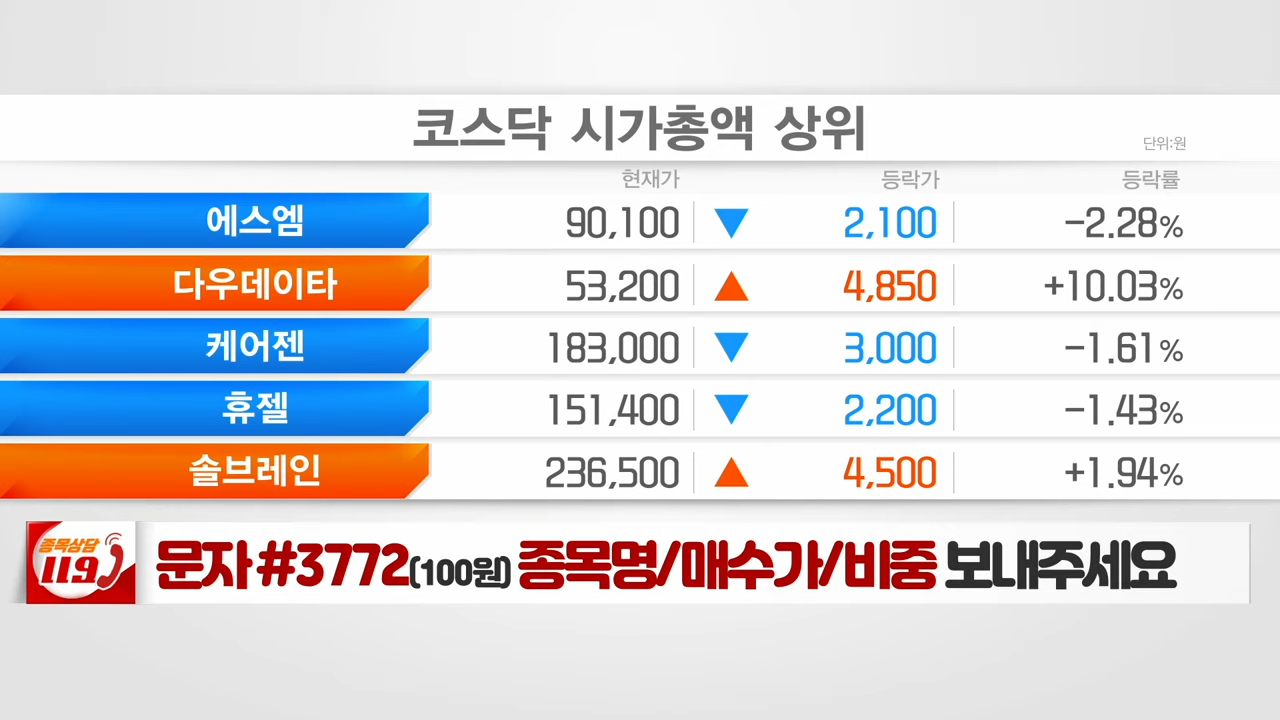 코스닥 시가총액 상위
단위:원
현재가 등락가 등락률
에스엠 90,100 ▼ 2,100 -2.28%
다우데이타 53,200 ▲ 4,850 +10.03%
케어젠 183,000 ▼ 3,000 -1.61%
휴젤 151,400 ▼ 2,200 -1.43%
솔브레인 236,500 ▲ 4,500 +1.94%
종목상담
119
문자 #3772(100원) 종목명/매수가/비중 보내주세요